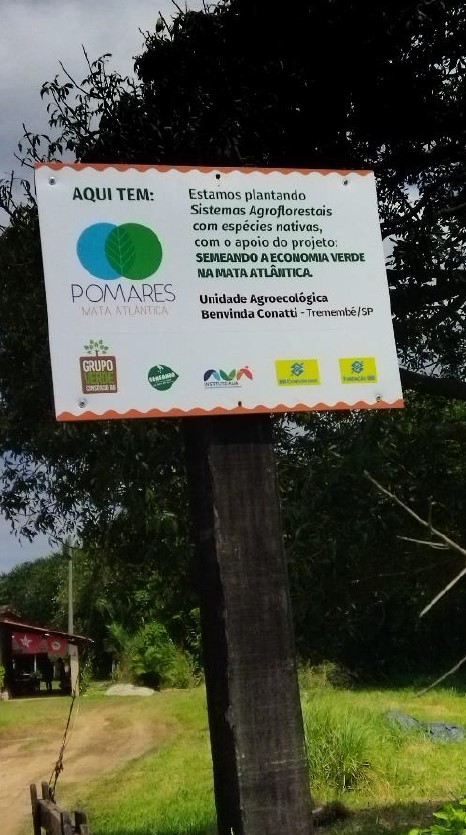 AQUI TEM:
POMARES
MATA ATLÂNTICA
Estamos plantando
Sistemas Agroflorestais
com espécies nativas,
com o apoio do projeto:
SEMEANDO A ECONOMIA VERDE
NA MATA ATLÂNTICA.
Unidade Agroecológica
Benvinda Conatti - Tremembé/SP
GRUPO
VERDE
INSTITUTO AUÁ